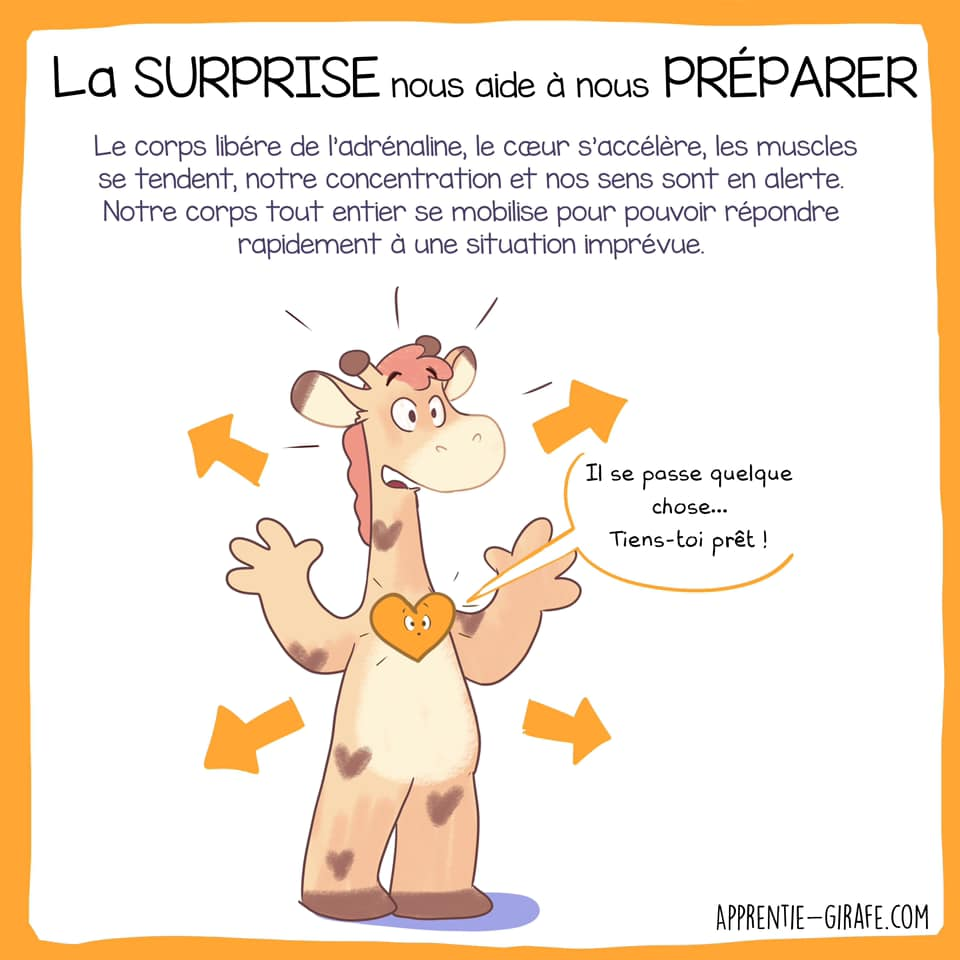 La SURPRISE nous aide à nous PRÉPARER
Le corps libére de l'adrénaline, le cœur s'accélère, les muscles
se tendent, notre concentration et nos sens sont en alerte.
Notre corps tout entier se mobilise pour pouvoir répondre
rapidement à une situation imprévue.
Il se passe quelque
chose...
Tiens-toi prêt !
APPRENTIE-GIRAFE.COM